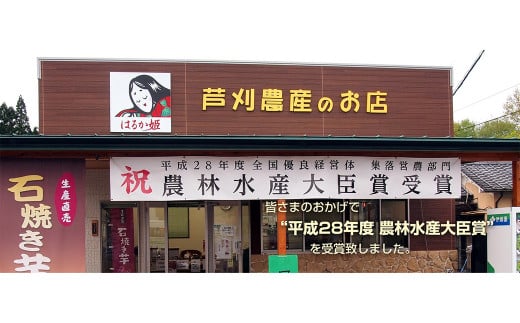 芦刈農産のお店
はるか姫
平成28年度全国優良経営体 集落営農部門
祝 農林水産大臣賞受賞
生産直売
石焼き芋
石焼き芋
皆さまのおかげで
“平成28年度 農林水産大臣賞”
を受賞致しました。